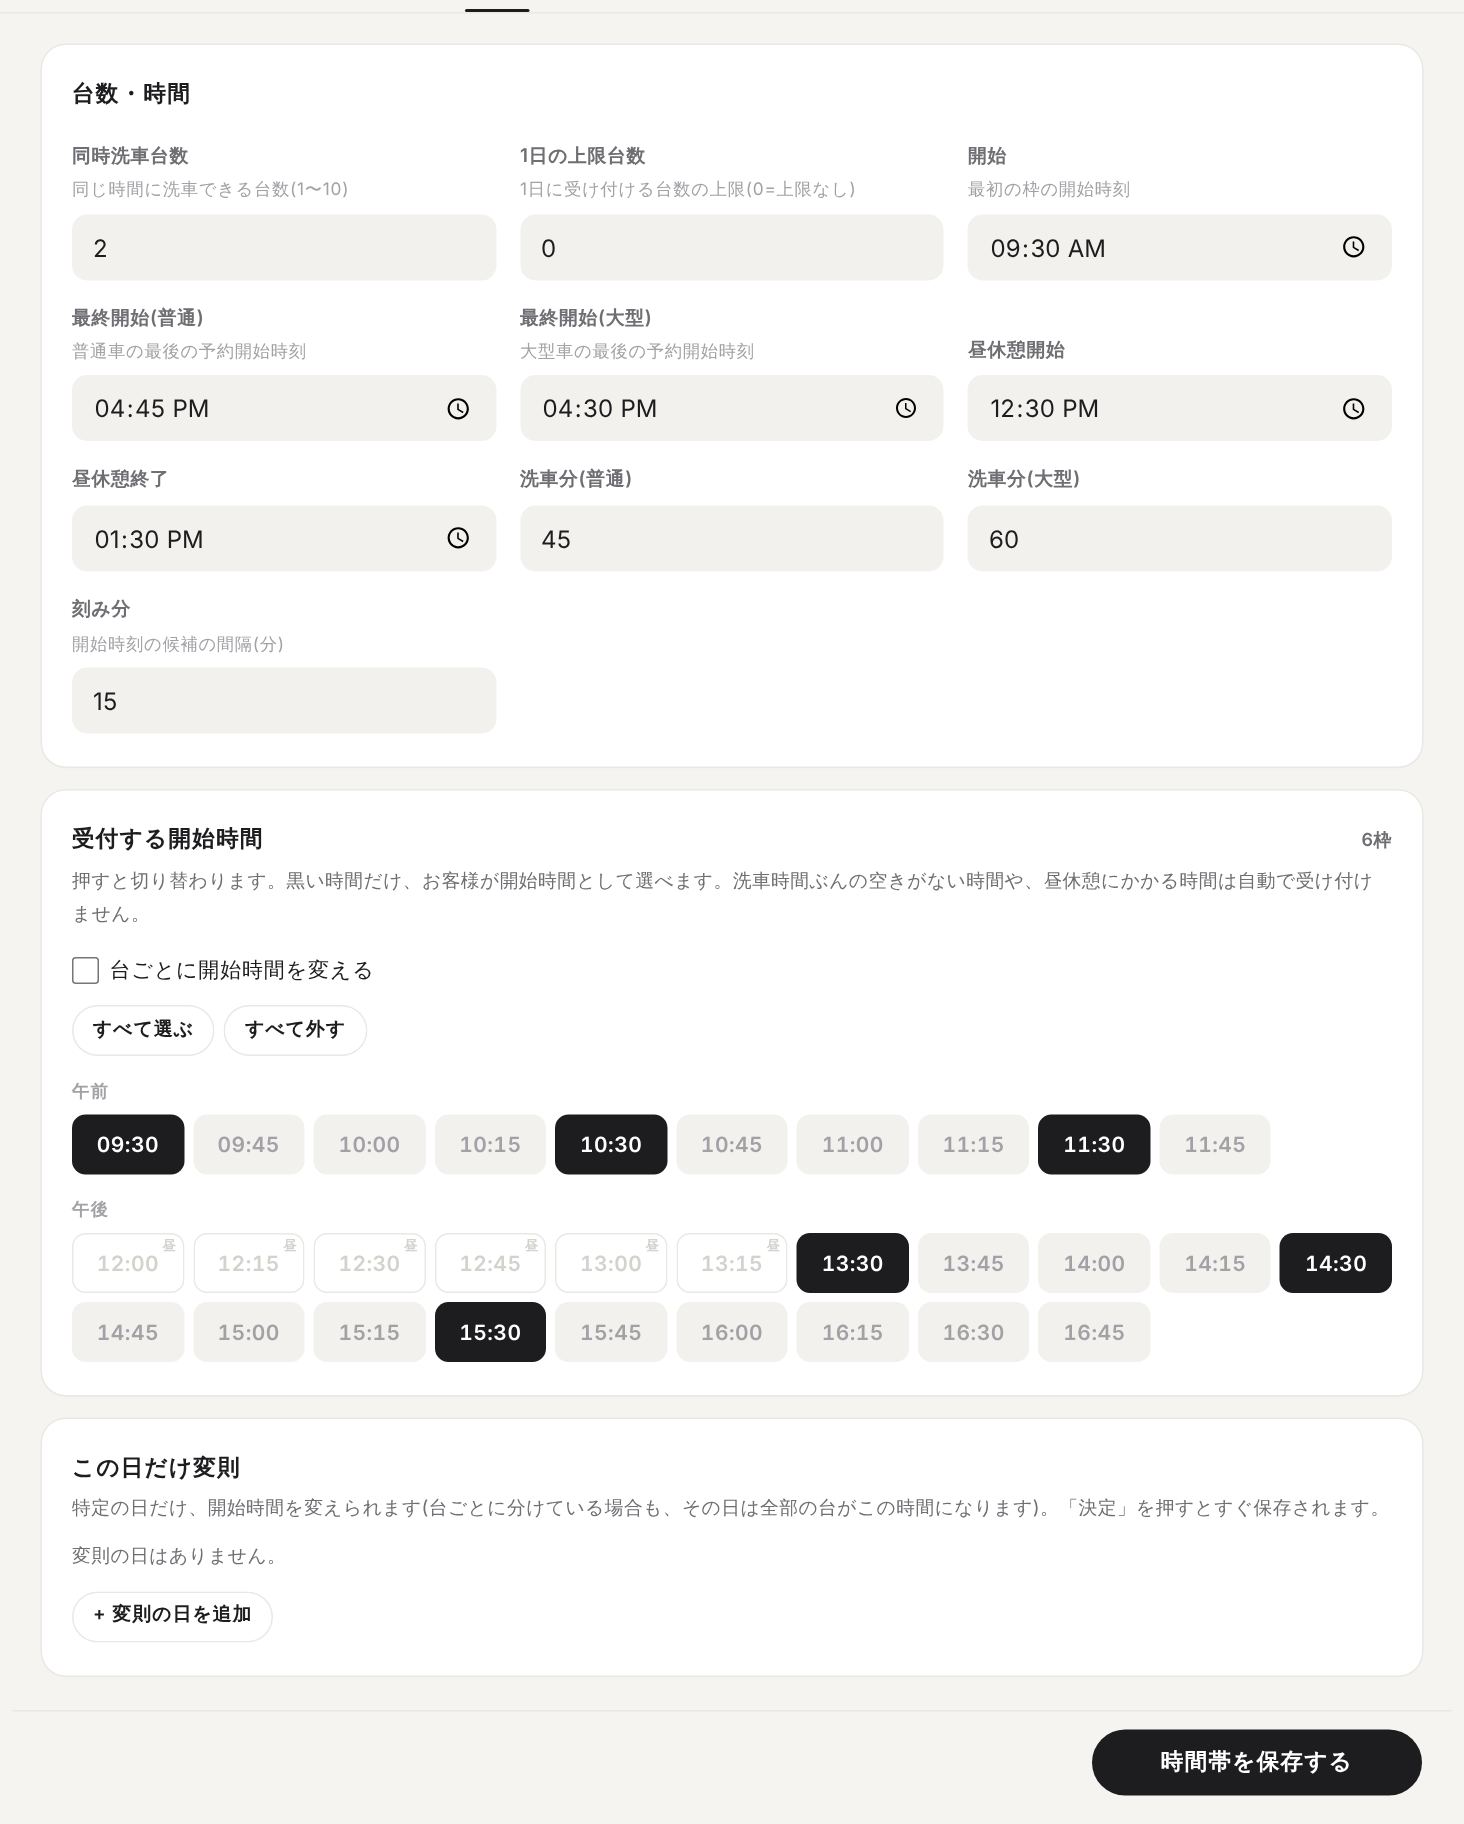 台数・時間
同時洗車台数
同じ時間に洗車できる台数(1〜10)
2
1日の上限台数
1日に受け付ける台数の上限(0=上限なし)
0
開始
最初の枠の開始時刻
09:30 AM
最終開始(普通)
普通車の最後の予約開始時刻
04:45 PM
最終開始(大型)
大型車の最後の予約開始時刻
04:30 PM
昼休憩開始
12:30 PM
昼休憩終了
01:30 PM
洗車分(普通)
45
洗車分(大型)
60
刻み分
開始時刻の候補の間隔(分)
15
受付する開始時間
6枠
押すと切り替わります。黒い時間だけ、お客様が開始時間として選べます。洗車時間ぶんの空きがない時間や、昼休憩にかかる時間は自動で受け付け
ません。
台ごとに開始時間を変える
すべて選ぶ すべて外す
午前
09:30 09:45 10:00 10:15 10:30 10:45 11:00 11:15 11:30 11:45
午後
12:00 昼 12:15 昼 12:30 昼 12:45 昼 13:00 昼 13:15 昼 13:30 13:45 14:00 14:15 14:30
14:45 15:00 15:15 15:30 15:45 16:00 16:15 16:30 16:45
この日だけ変則
特定の日だけ、開始時間を変えられます(台ごとに分けている場合も、その日は全部の台がこの時間になります)。「決定」を押すとすぐ保存されます。
変則の日はありません。
+ 変則の日を追加
時間帯を保存する